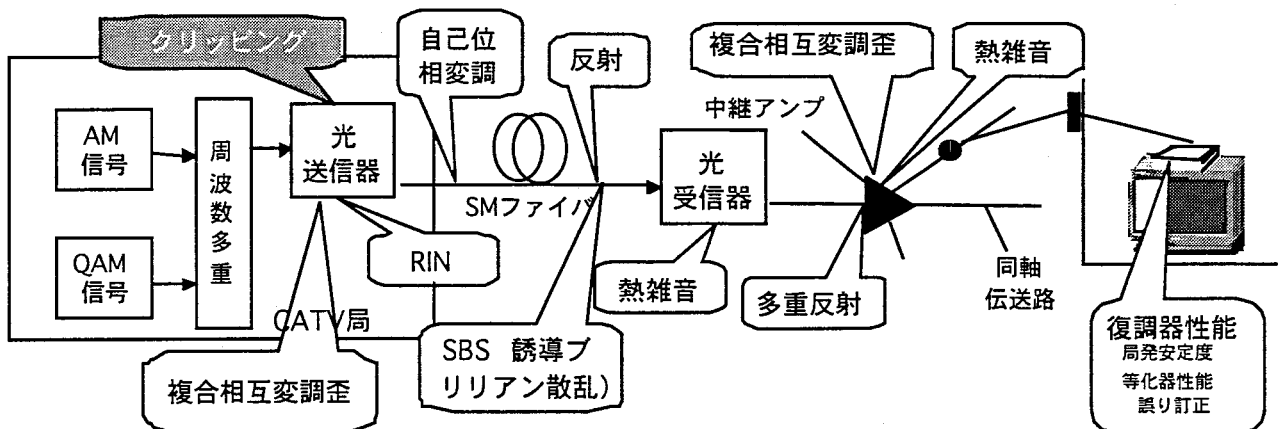 クリッピング
自己位
相変調
反射
複合相互変調歪
熱雑音
中継アンプ
AM
信号
周波数多重
光
送信器
SMファイバ
光
受信器
QAM
信号
RIN
熱雑音
多重反射
同軸
伝送路
CATV局
複合相互変調歪
SBS 誘導ブ
リリアン散乱）
復調器性能
局発安定度
等化器性能
誤り訂正